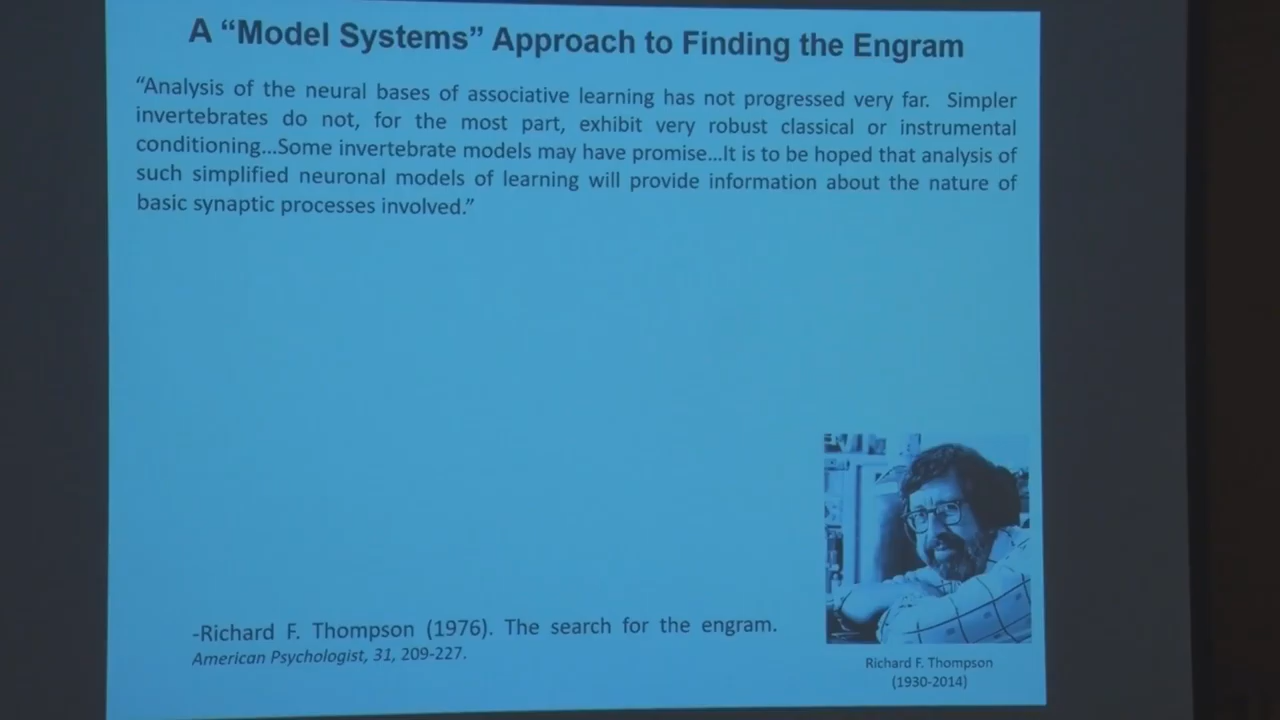 A “Model Systems” Approach to Finding the Engram
“Analysis of the neural bases of associative learning has not progressed very far. Simpler
invertebrates do not, for the most part, exhibit very robust classical or instrumental
conditioning...Some invertebrate models may have promise...It is to be hoped that analysis of
such simplified neuronal models of learning will provide information about the nature of
basic synaptic processes involved.”
-Richard F. Thompson (1976). The search for the engram.
American Psychologist, 31, 209-227.
Richard F. Thompson
(1930-2014)